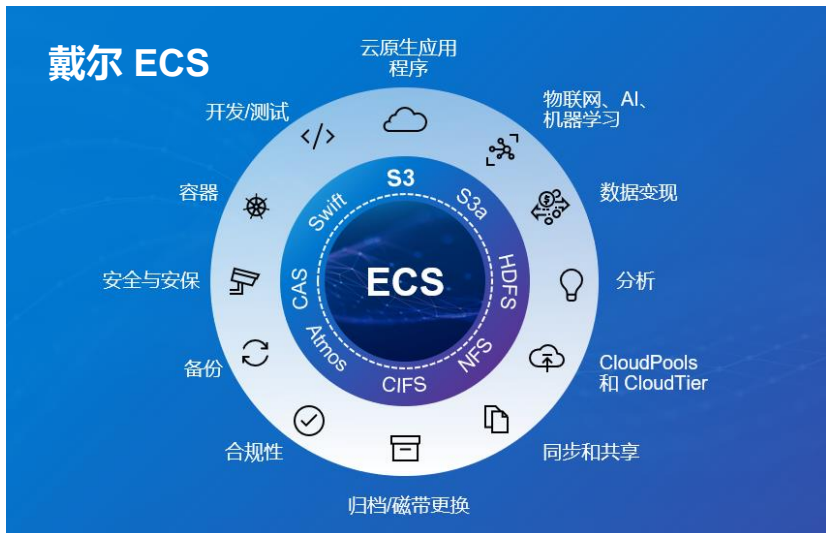 戴尔 ECS
云原生应用
程序
物联网、AI、
机器学习
数据变现
分析
CloudPools
和 CloudTier
同步和共享
归档/磁带更换
合规性
备份
安全与安保
容器
开发/测试
</>
S3
S3a
HDFS
NFS
CIFS
Atmos
CAS
Swift
ECS